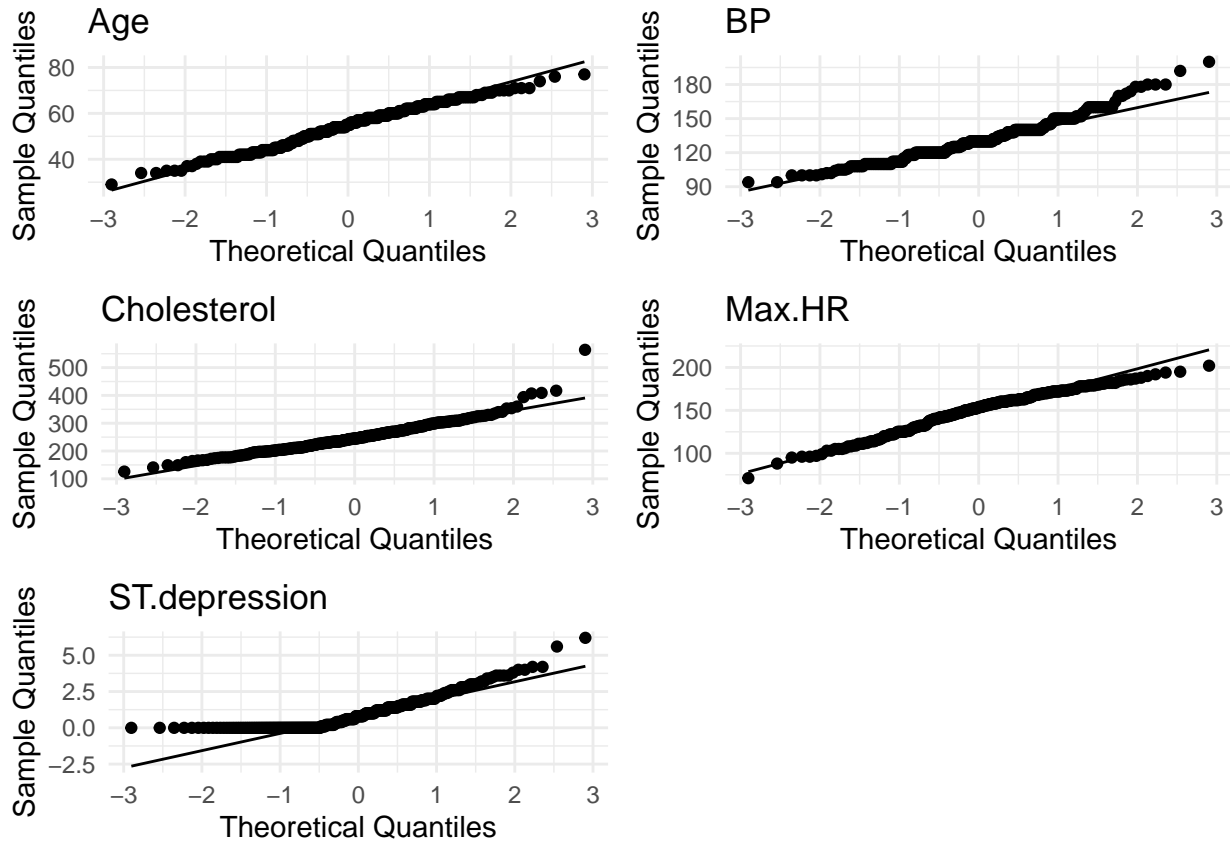 Age
Sample Quantiles
80
60
40
−3 −2 −1 0 1 2 3
Theoretical Quantiles
BP
Sample Quantiles
180
150
120
90
−3 −2 −1 0 1 2 3
Theoretical Quantiles
Cholesterol
Sample Quantiles
500
400
300
200
100
−3 −2 −1 0 1 2 3
Theoretical Quantiles
Max.HR
Sample Quantiles
200
150
100
−3 −2 −1 0 1 2 3
Theoretical Quantiles
ST.depression
Sample Quantiles
5.0
2.5
0.0
−2.5
−3 −2 −1 0 1 2 3
Theoretical Quantiles